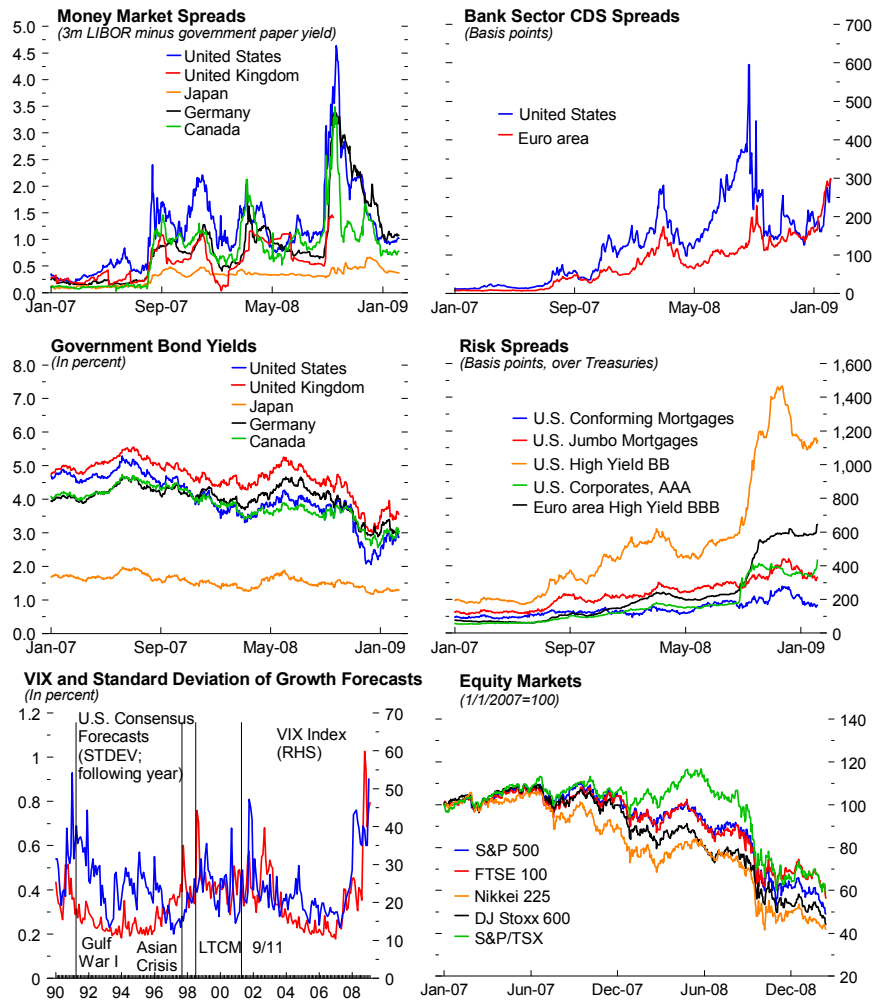 Money Market Spreads
(3m LIBOR minus government paper yield)
5.0
4.5
4.0
3.5
3.0
2.5
2.0
1.5
1.0
0.5
0.0
United States
United Kingdom
Japan
Germany
Canada
Jan-07 Sep-07 May-08 Jan-09
Bank Sector CDS Spreads
(Basis points)
700
600
500
400
300
200
100
0
United States
Euro area
Jan-07 Sep-07 May-08 Jan-09
Government Bond Yields
(In percent)
8.0
7.0
6.0
5.0
4.0
3.0
2.0
1.0
0.0
United States
United Kingdom
Japan
Germany
Canada
Jan-07 Sep-07 May-08 Jan-09
Risk Spreads
(Basis points, over Treasuries)
1,600
1,400
1,200
1,000
800
600
400
200
0
U.S. Conforming Mortgages
U.S. Jumbo Mortgages
U.S. High Yield BB
U.S. Corporates, AAA
Euro area High Yield BBB
Jan-07 Sep-07 May-08 Jan-09
VIX and Standard Deviation of Growth Forecasts
(In percent)
1.2
1
0.8
0.6
0.4
0.2
0
U.S. Consensus
Forecasts
(STDEV;
following year)
VIX Index
(RHS)
70
60
50
40
30
20
10
0
Gulf
War I
Asian
Crisis
LTCM
9/11
90 92 94 96 98 00 02 04 06 08
Equity Markets
(1/1/2007=100)
140
120
100
80
60
40
20
S&P 500
FTSE 100
Nikkei 225
DJ Stoxx 600
S&P/TSX
Jan-07 Jun-07 Dec-07 Jun-08 Dec-08